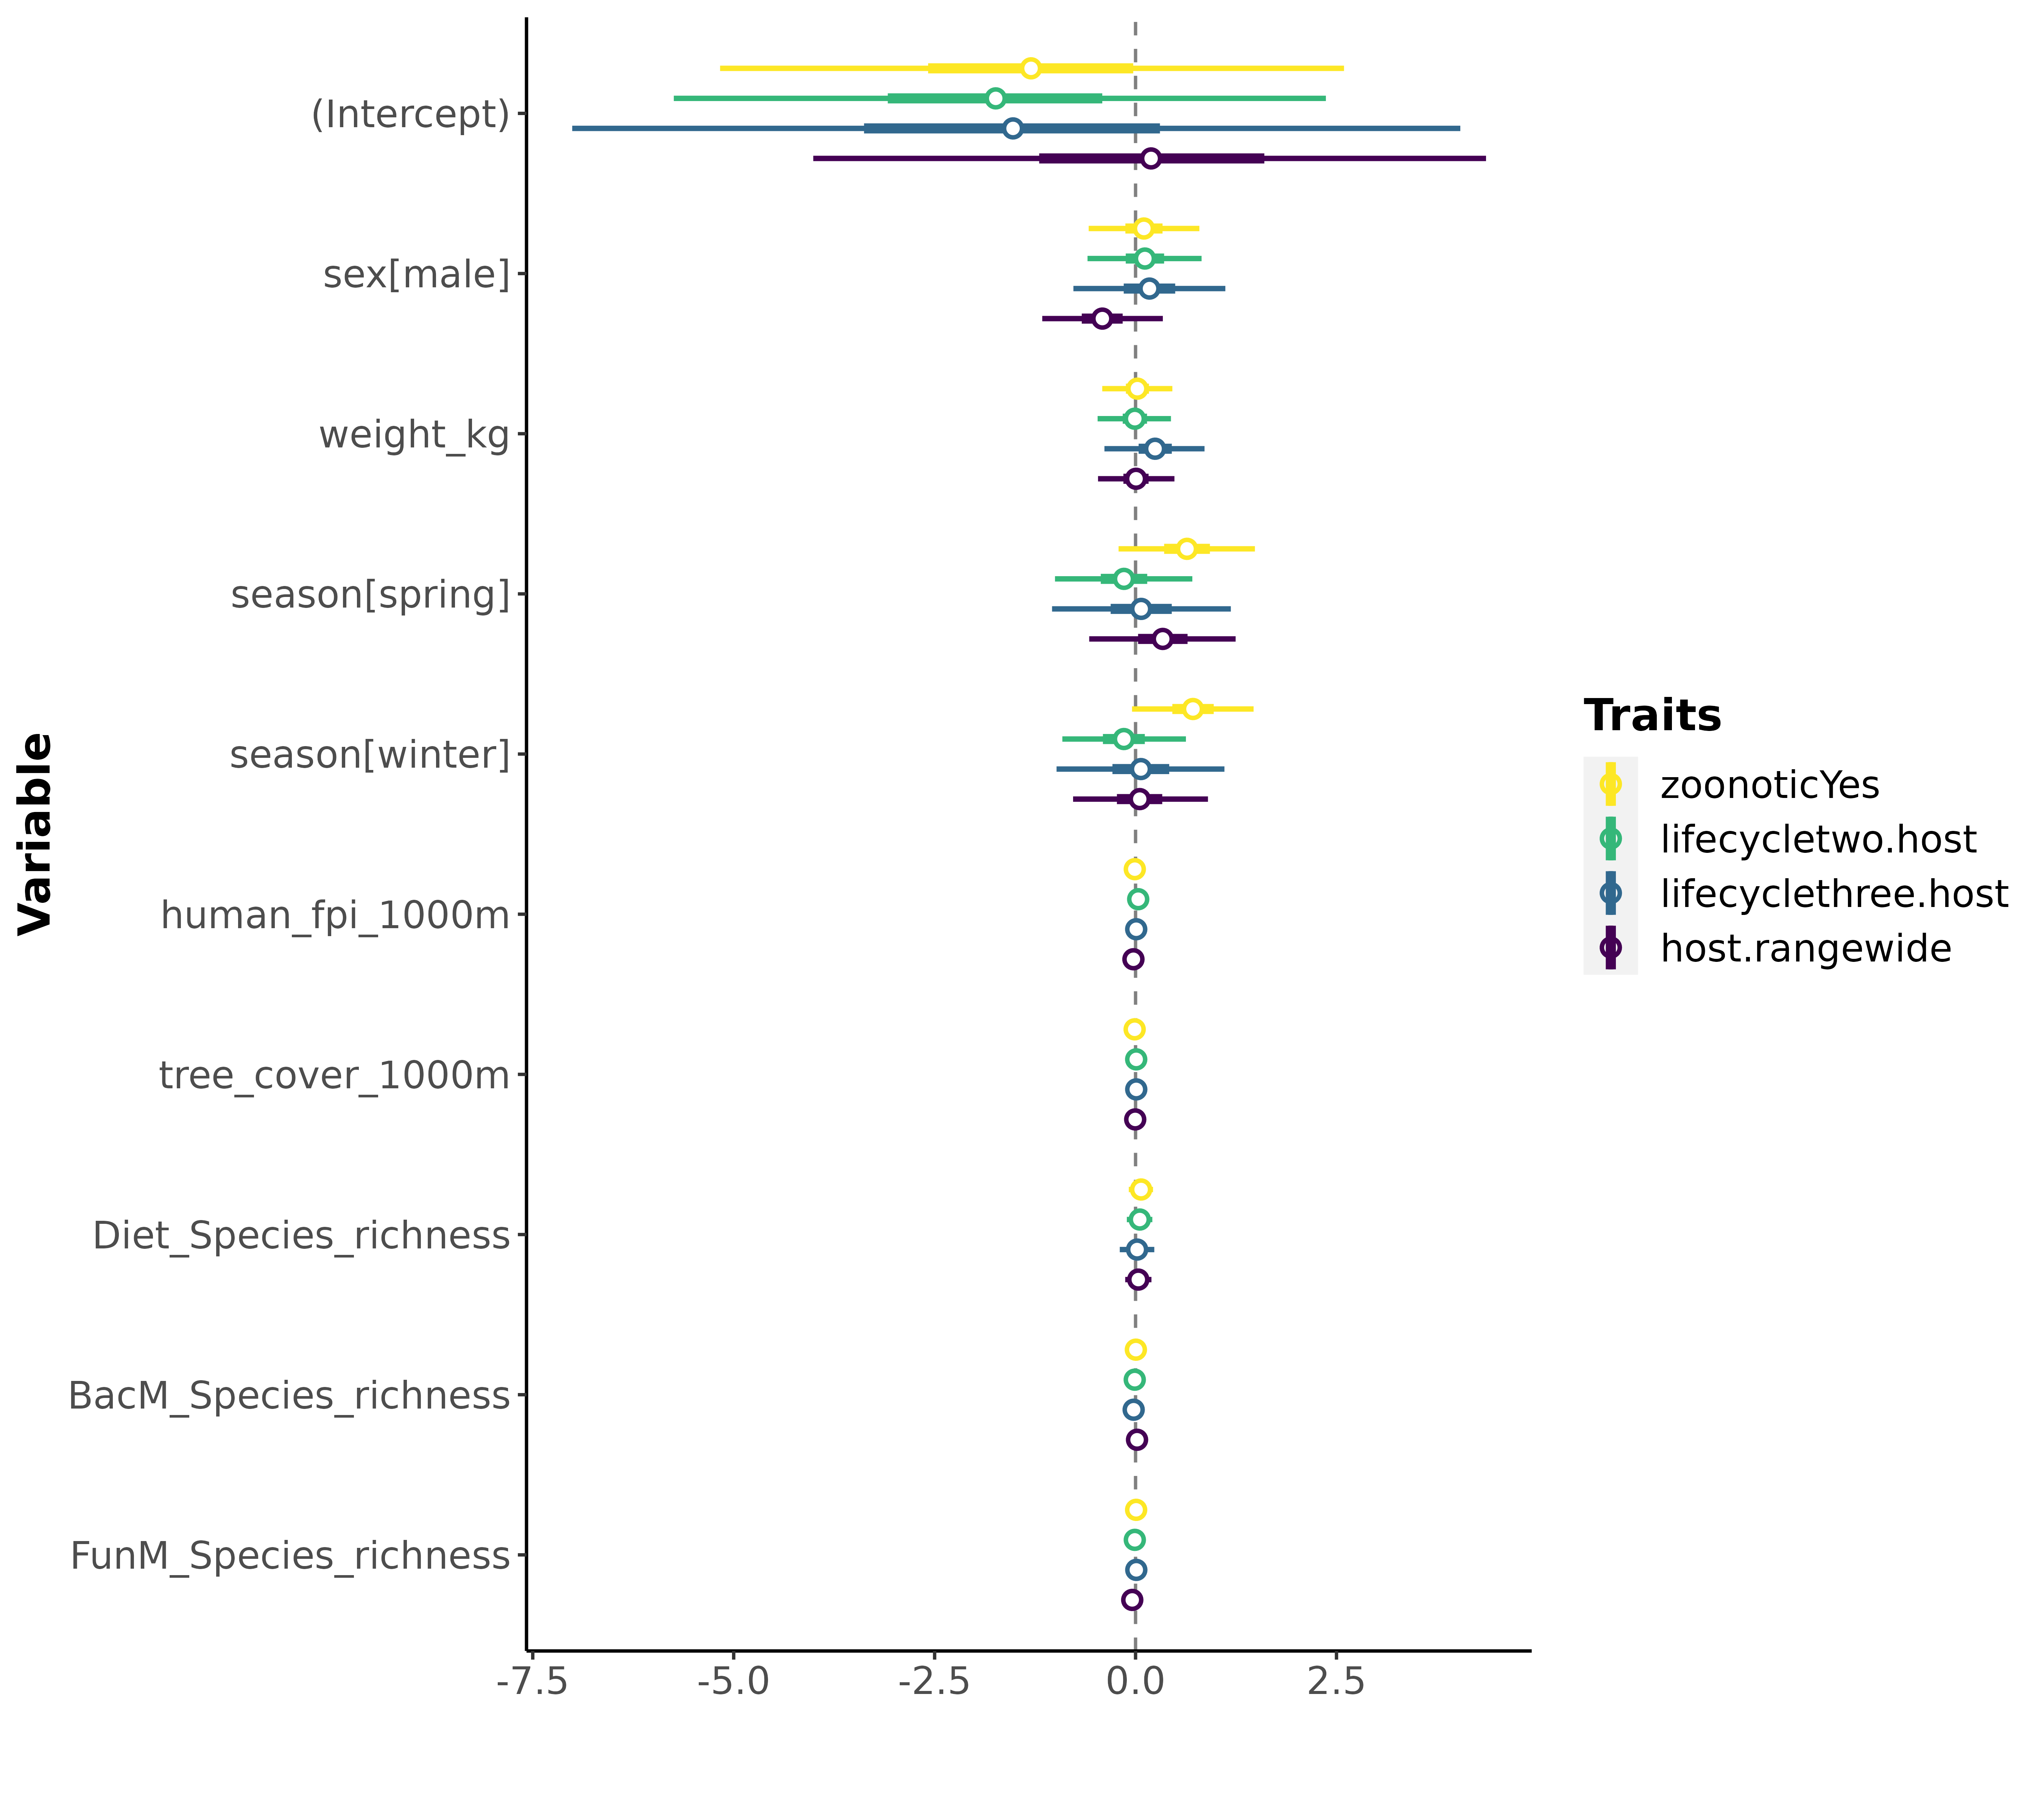 (Intercept)
sex[male]
weight_kg
season[spring]
season[winter]
human_fpi_1000m
tree_cover_1000m
Diet_Species_richness
BacM_Species_richness
FunM_Species_richness
Variable
-7.5 -5.0 -2.5 0.0 2.5
Traits
zoonoticYes
lifecycletwo.host
lifecyclethree.host
host.rangewide